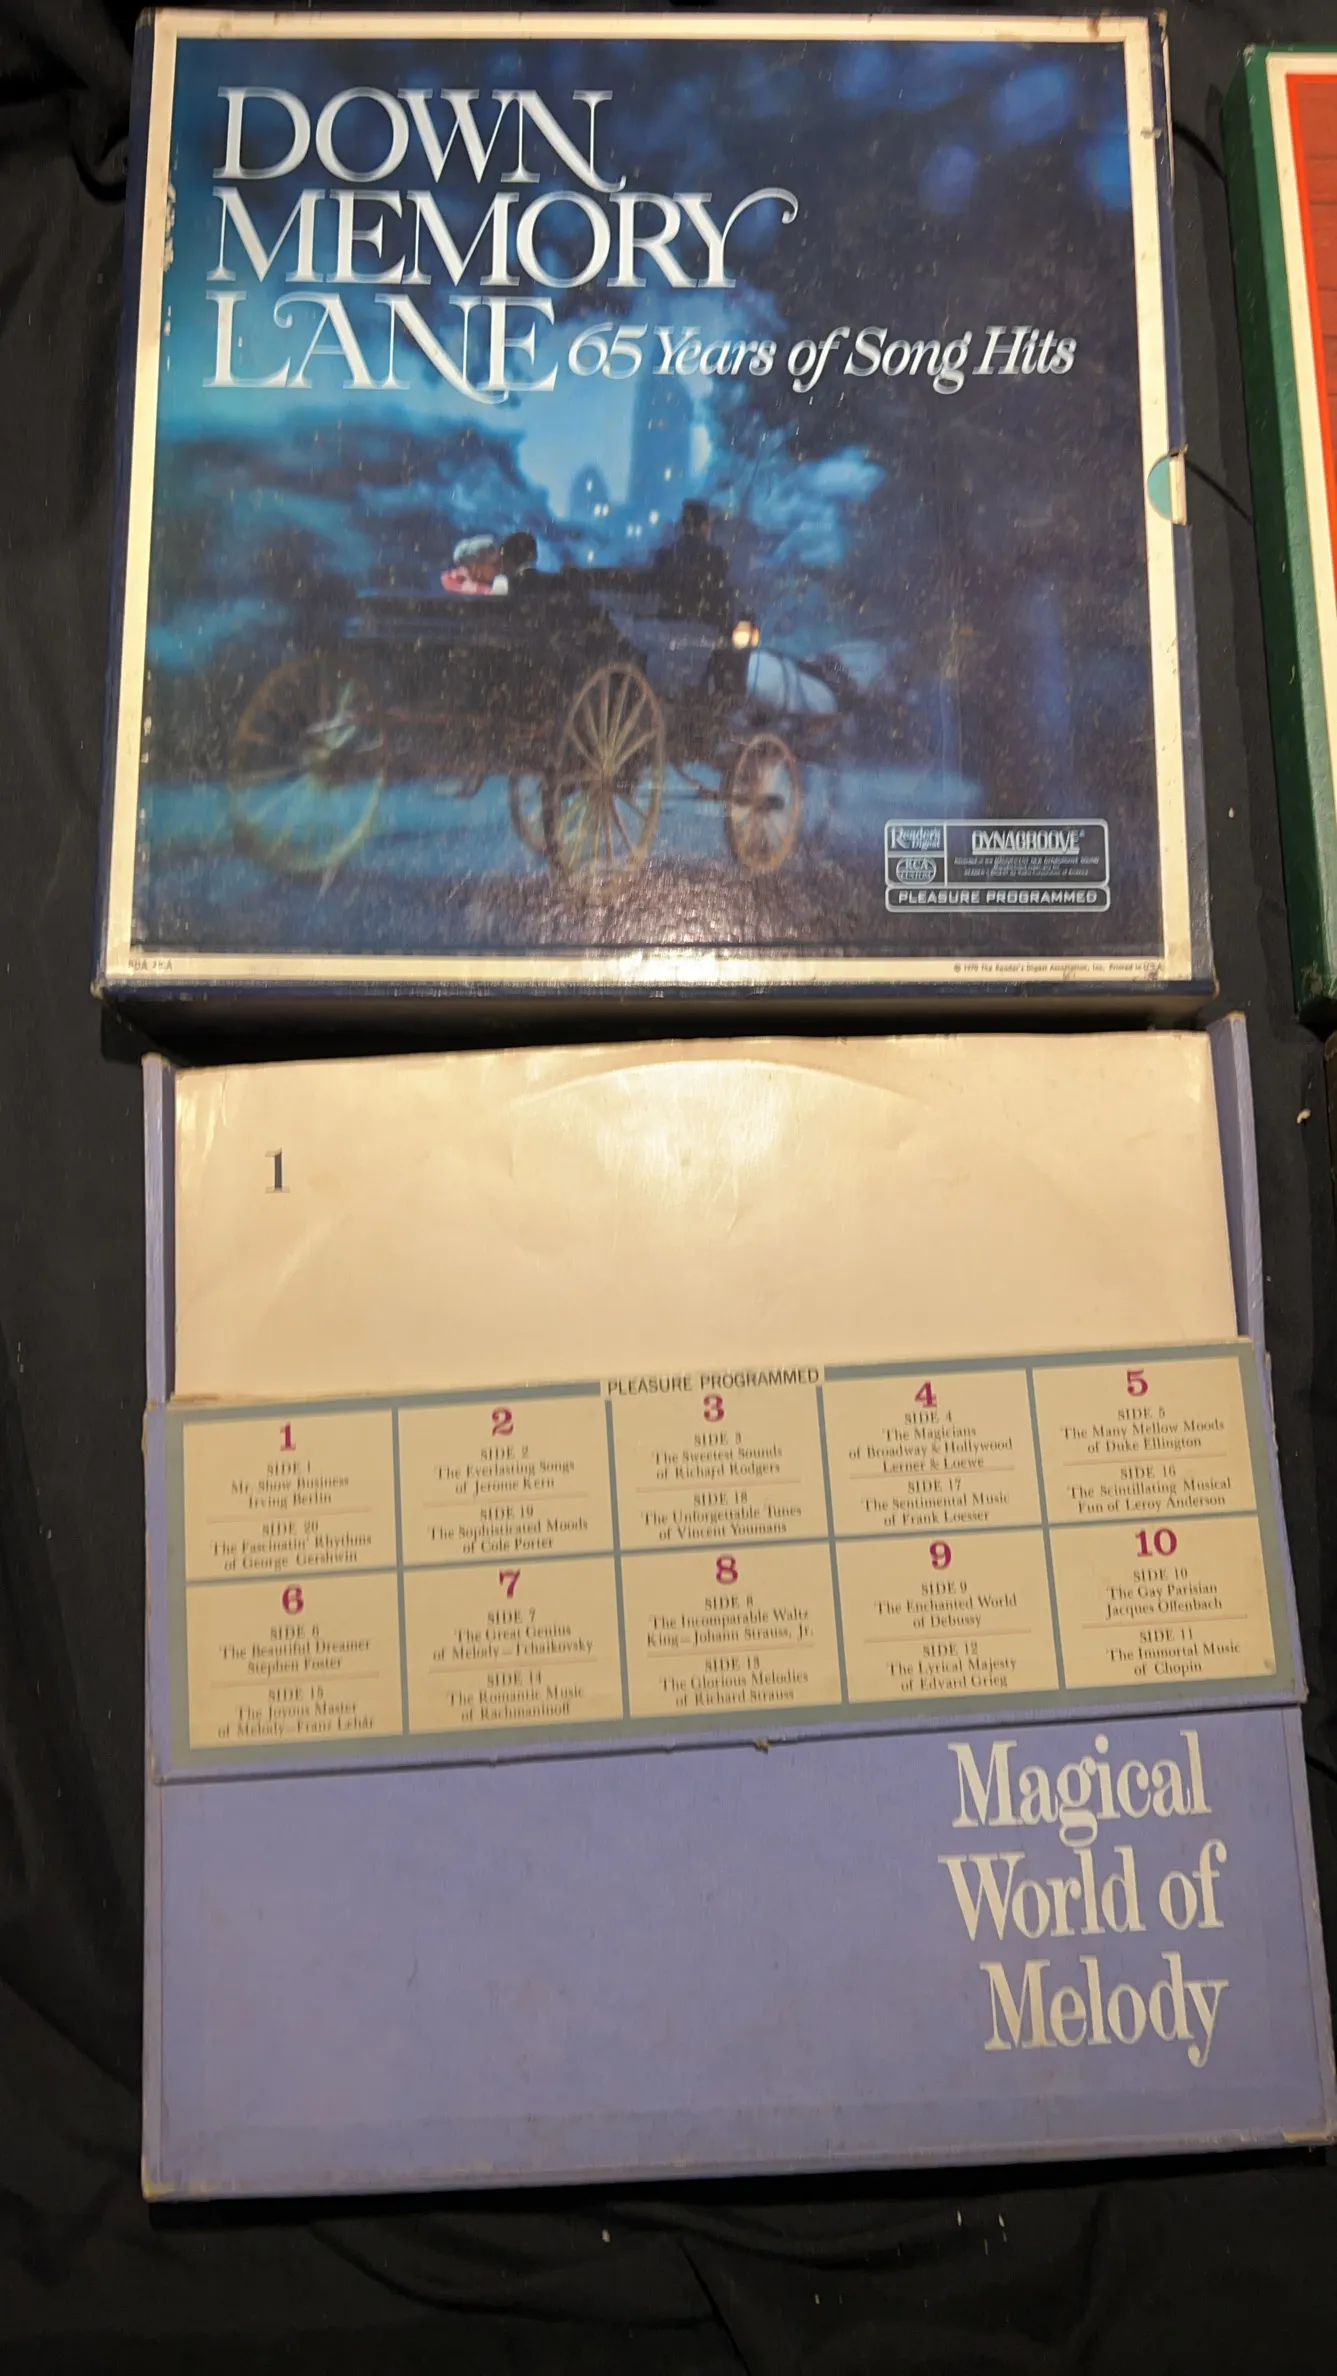 DOWN
MEMORY
LANE 65 Years of Song Hits
Reader's
Digest
RCA
CUSTOM
DYNAGROOVE
PLEASURE PROGRAMMED
© 1970 The Reader's Digest Association, Inc. Printed in U.S.A.
1
PLEASURE PROGRAMMED
1
SIDE 1
Mr. Show Business
Irving Berlin
SIDE 20
The Fascinatin' Rhythms
of George Gershwin
2
SIDE 2
The Everlasting Songs
of Jerome Kern
SIDE 19
The Sophisticated Moods
of Cole Porter
3
SIDE 3
The Sweetest Sounds
of Richard Rodgers
SIDE 18
The Unforgettable Tunes
of Vincent Youmans
4
SIDE 4
The Magicians
of Broadway & Hollywood
Lerner & Loewe
SIDE 17
The Sentimental Music
of Frank Loesser
5
SIDE 5
The Many Mellow Moods
of Duke Ellington
SIDE 16
The Scintillating Musical
Fun of Leroy Anderson
6
SIDE 6
The Beautiful Dreamer
Stephen Foster
SIDE 15
The Joyous Master
of Melody—Franz Lehár
7
SIDE 7
The Great Genius
of Melody—Tchaikovsky
SIDE 14
The Romantic Music
of Rachmaninoff
8
SIDE 8
The Incomparable Waltz
King—Johann Strauss, Jr.
SIDE 13
The Glorious Melodies
of Richard Strauss
9
SIDE 9
The Enchanted World
of Debussy
SIDE 12
The Lyrical Majesty
of Edvard Grieg
10
SIDE 10
The Gay Parisian
Jacques Offenbach
SIDE 11
The Immortal Music
of Chopin
Magical
World of
Melody